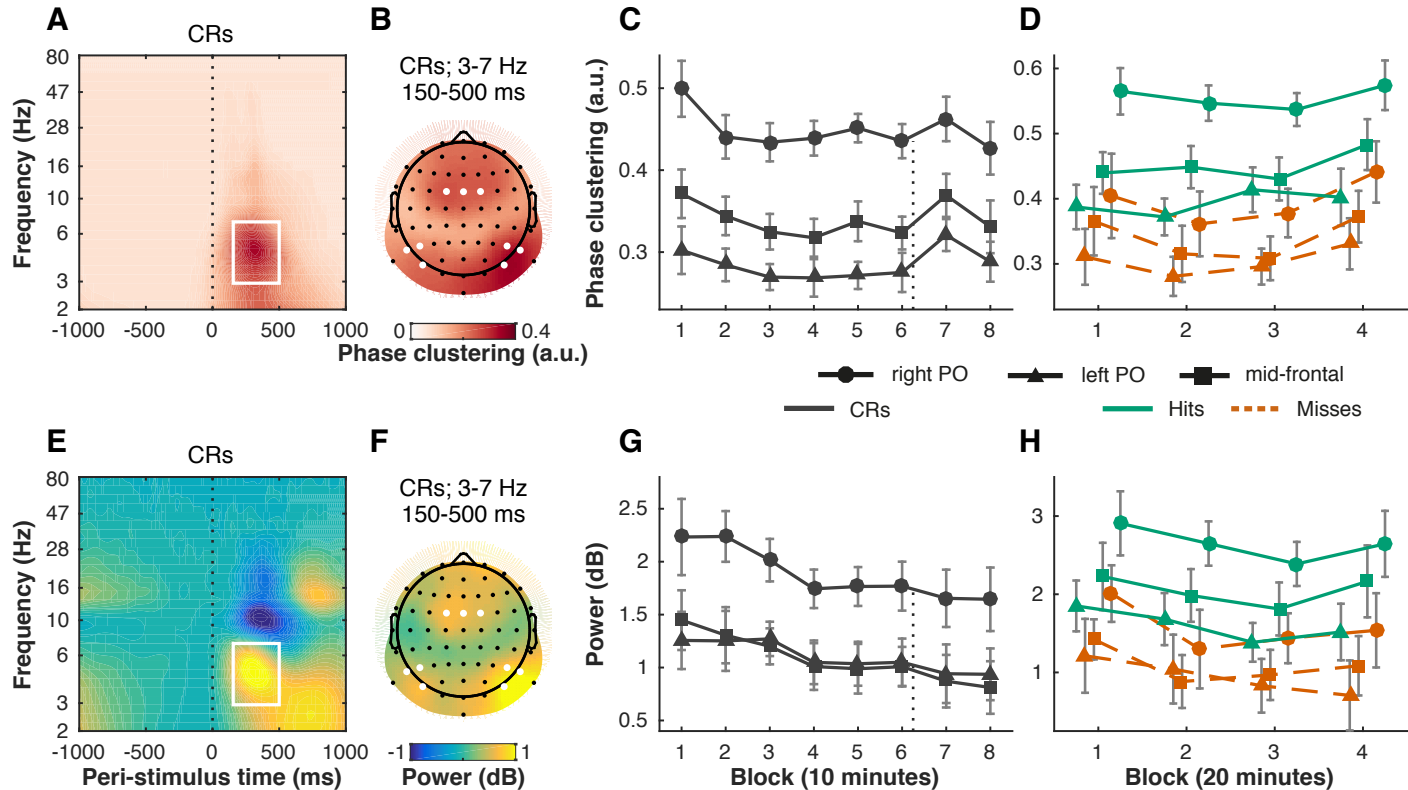 A
CRs
Frequency (Hz)
80
47
28
16
10
6
3
2
-1000
-500
0
500
1000
B
CRs; 3-7 Hz
150-500 ms
0
0.4
Phase clustering (a.u.)
C
Phase clustering (a.u.)
0.5
0.4
0.3
1 2 3 4 5 6 7 8
D
0.6
0.5
0.4
0.3
1 2 3 4
right PO left PO mid-frontal
CRs Hits Misses
E
CRs
Frequency (Hz)
80
47
28
16
10
6
3
2
-1000 -500 0 500 1000
Peri-stimulus time (ms)
F
CRs; 3-7 Hz
150-500 ms
-1
1
Power (dB)
G
Power (dB)
2.5
2
1.5
1
0.5
1 2 3 4 5 6 7 8
Block (10 minutes)
H
3
2
1
1 2 3 4
Block (20 minutes)